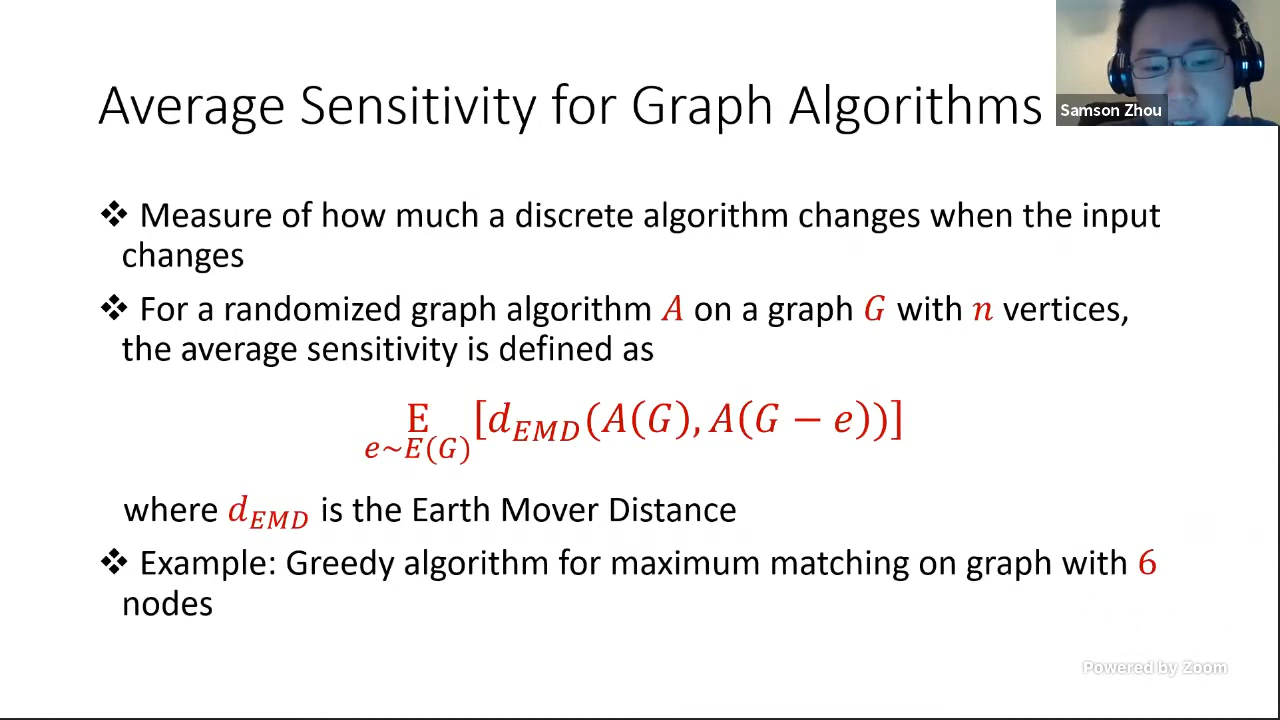 Average Sensitivity for Graph Algorithms
Samson Zhou
❖ Measure of how much a discrete algorithm changes when the input
changes
❖ For a randomized graph algorithm A on a graph G with n vertices,
the average sensitivity is defined as
E [d_EMD(A(G), A(G − e))]
e~E(G)
where d_EMD is the Earth Mover Distance
❖ Example: Greedy algorithm for maximum matching on graph with 6
nodes
Powered by Zoom